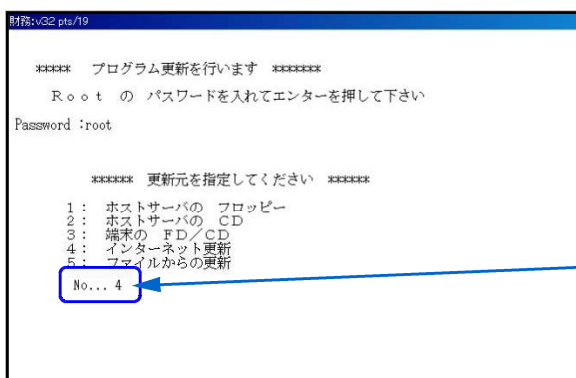 財務:v32 pts/19
***** プログラム更新を行います *******
Ｒｏｏｔ の パスワードを入れてエンターを押して下さい
Password :root
****** 更新元を指定してください ******
１： ホストサーバの フロッピー
２： ホストサーバの ＣＤ
３： 端末の ＦＤ／ＣＤ
４： インターネット更新
５： ファイルからの更新
No... 4